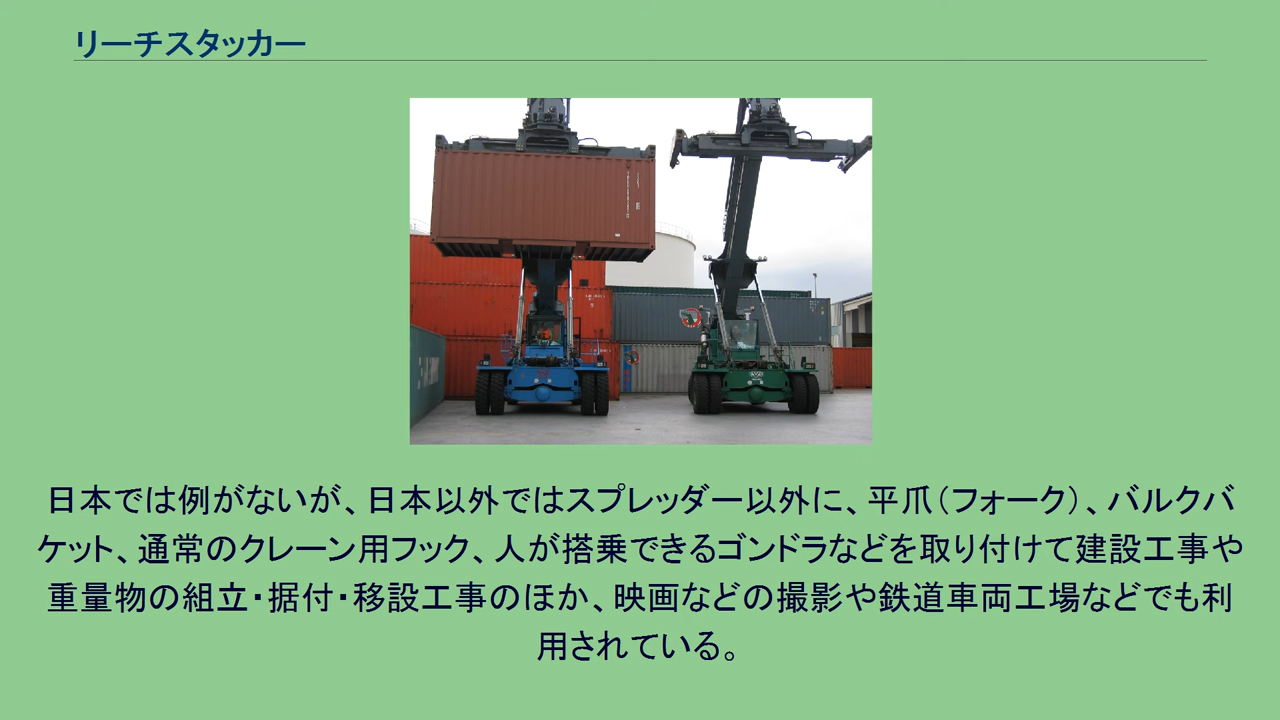 リーチスタッカー
日本では例がないが、日本以外ではスプレッダー以外に、平爪（フォーク）、バルクバ
ケット、通常のクレーン用フック、人が搭乗できるゴンドラなどを取り付けて建設工事や
重量物の組立・据付・移設工事のほか、映画などの撮影や鉄道車両工場などでも利
用されている。